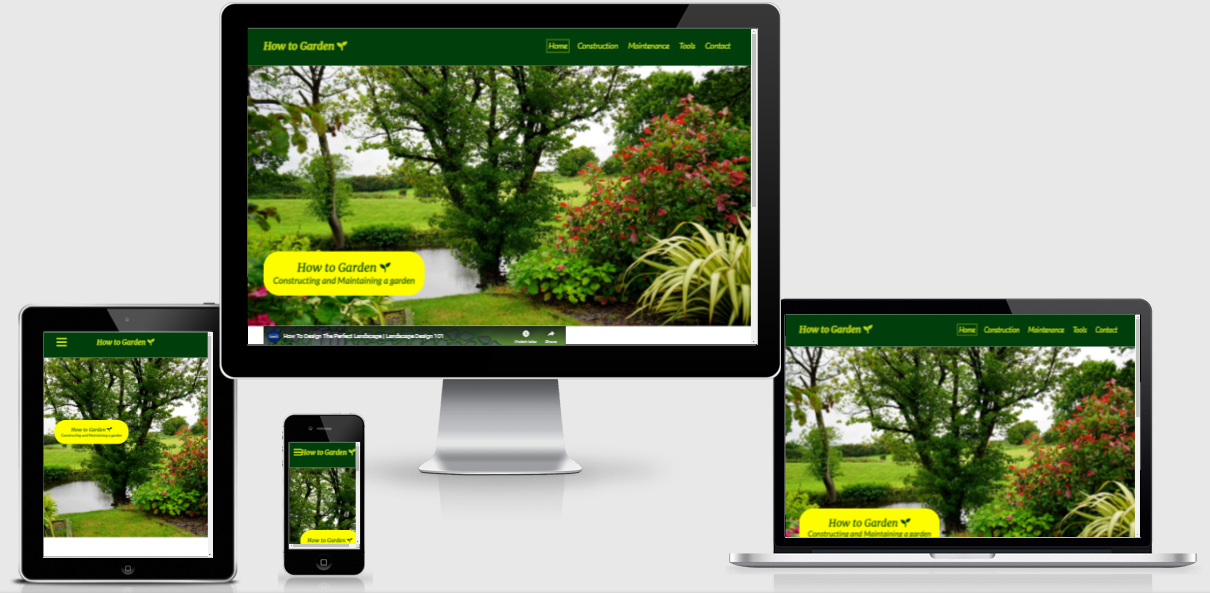 How to Garden
Home Construction Maintenance Tools Contact
How to Garden
Constructing and Maintaining a garden
How To Design The Perfect Landscape | Landscape Design 101
Share
How to Garden
How to Garden
Constructing and Maintaining a garden
How to Garden
How to Garden
How to Garden
Home Construction Maintenance Tools Contact
How to Garden
Constructing and Maintaining a garden